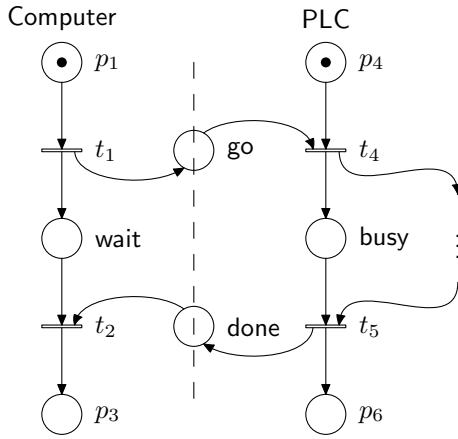 Computer PLC
p1 p4
t1 go t4
wait busy
t2 done t5
p3 p6